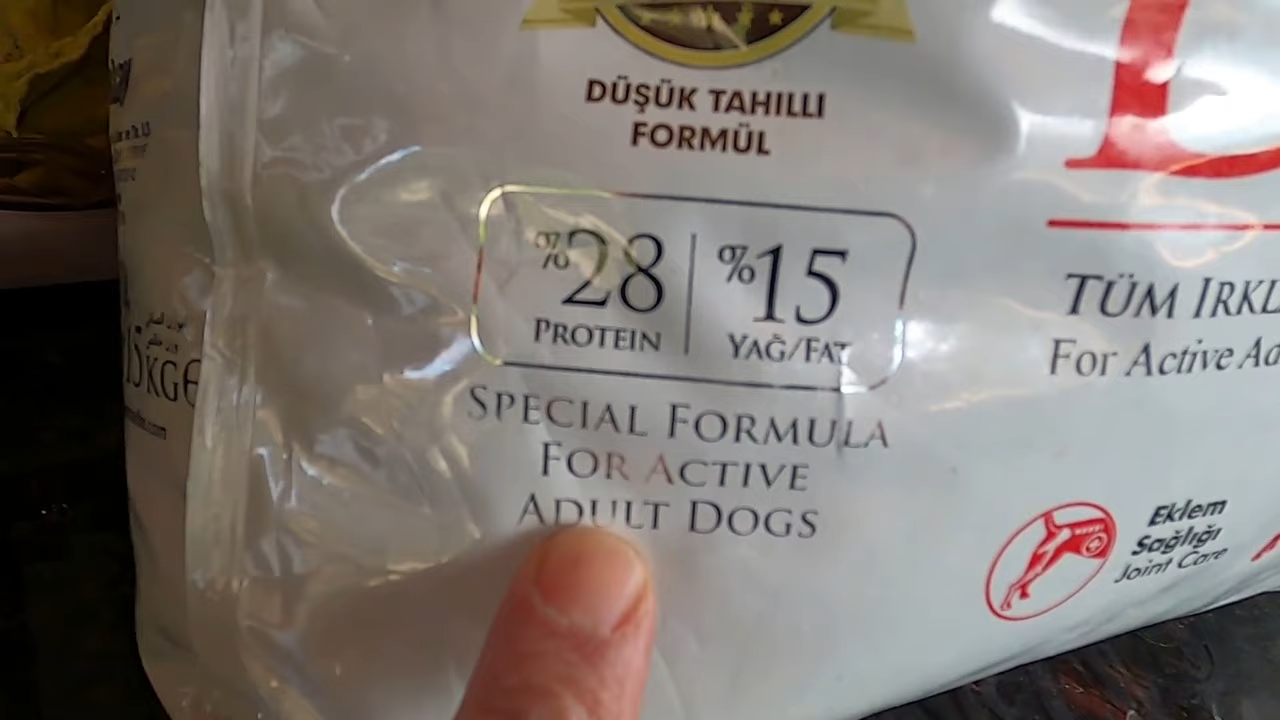 DÜŞÜK TAHILLI
FORMÜL
%28
PROTEIN
%15
YAĞ/FAT
SPECIAL FORMULA
FOR ACTIVE
ADULT DOGS
TÜM IRKL
For Active Ad
Eklem
Sağlığı
Joint Care
15KGE